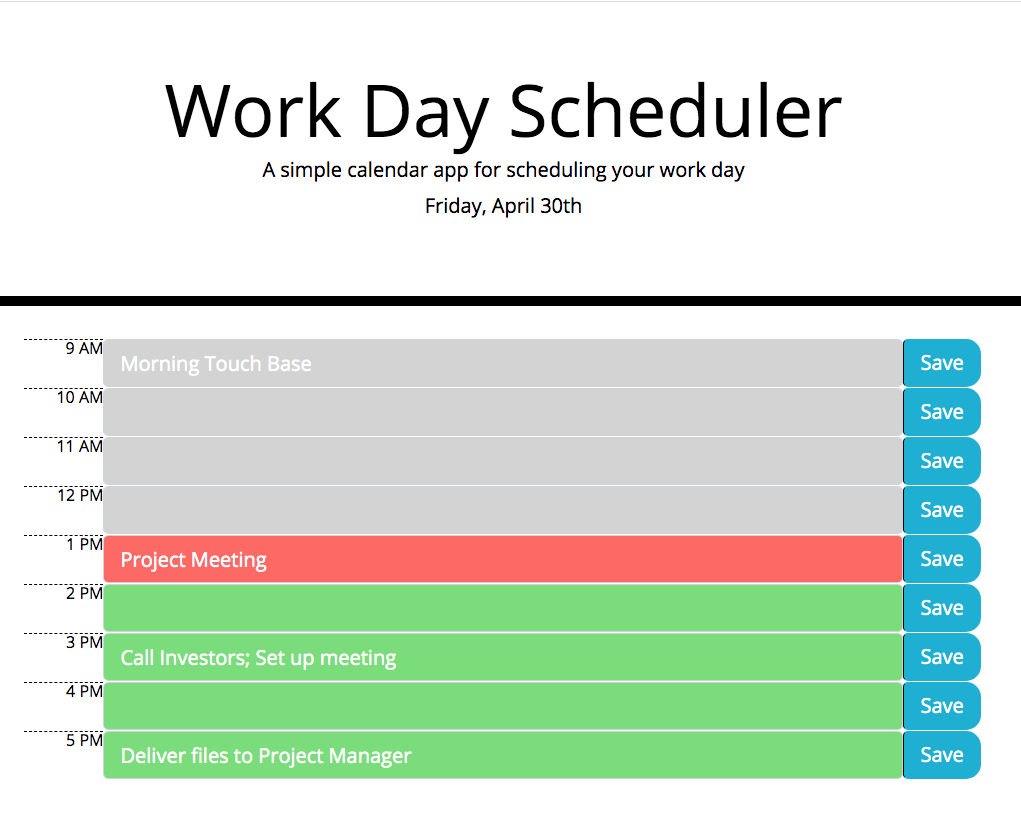 Work Day Scheduler
A simple calendar app for scheduling your work day
Friday, April 30th
9 AM Morning Touch Base Save
10 AM Save
11 AM Save
12 PM Save
1 PM Project Meeting Save
2 PM Save
3 PM Call Investors; Set up meeting Save
4 PM Save
5 PM Deliver files to Project Manager Save